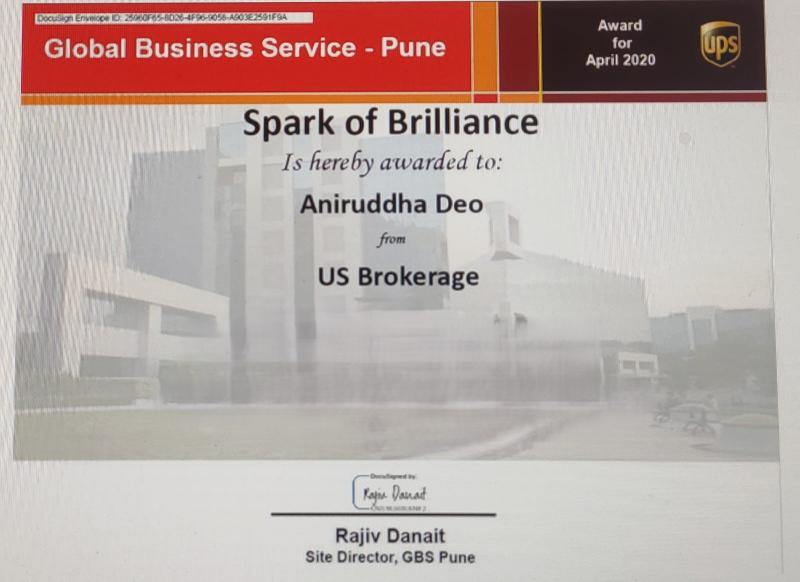 DocuSign Envelope ID: 25960F65-8D26-4F96-9058-A903E2591F9A
Global Business Service - Pune
Award
for
April 2020
ups
Spark of Brilliance
Is hereby awarded to:
Aniruddha Deo
from
US Brokerage
DocuSigned by:
Rajiv Danait
Rajiv Danait
Site Director, GBS Pune